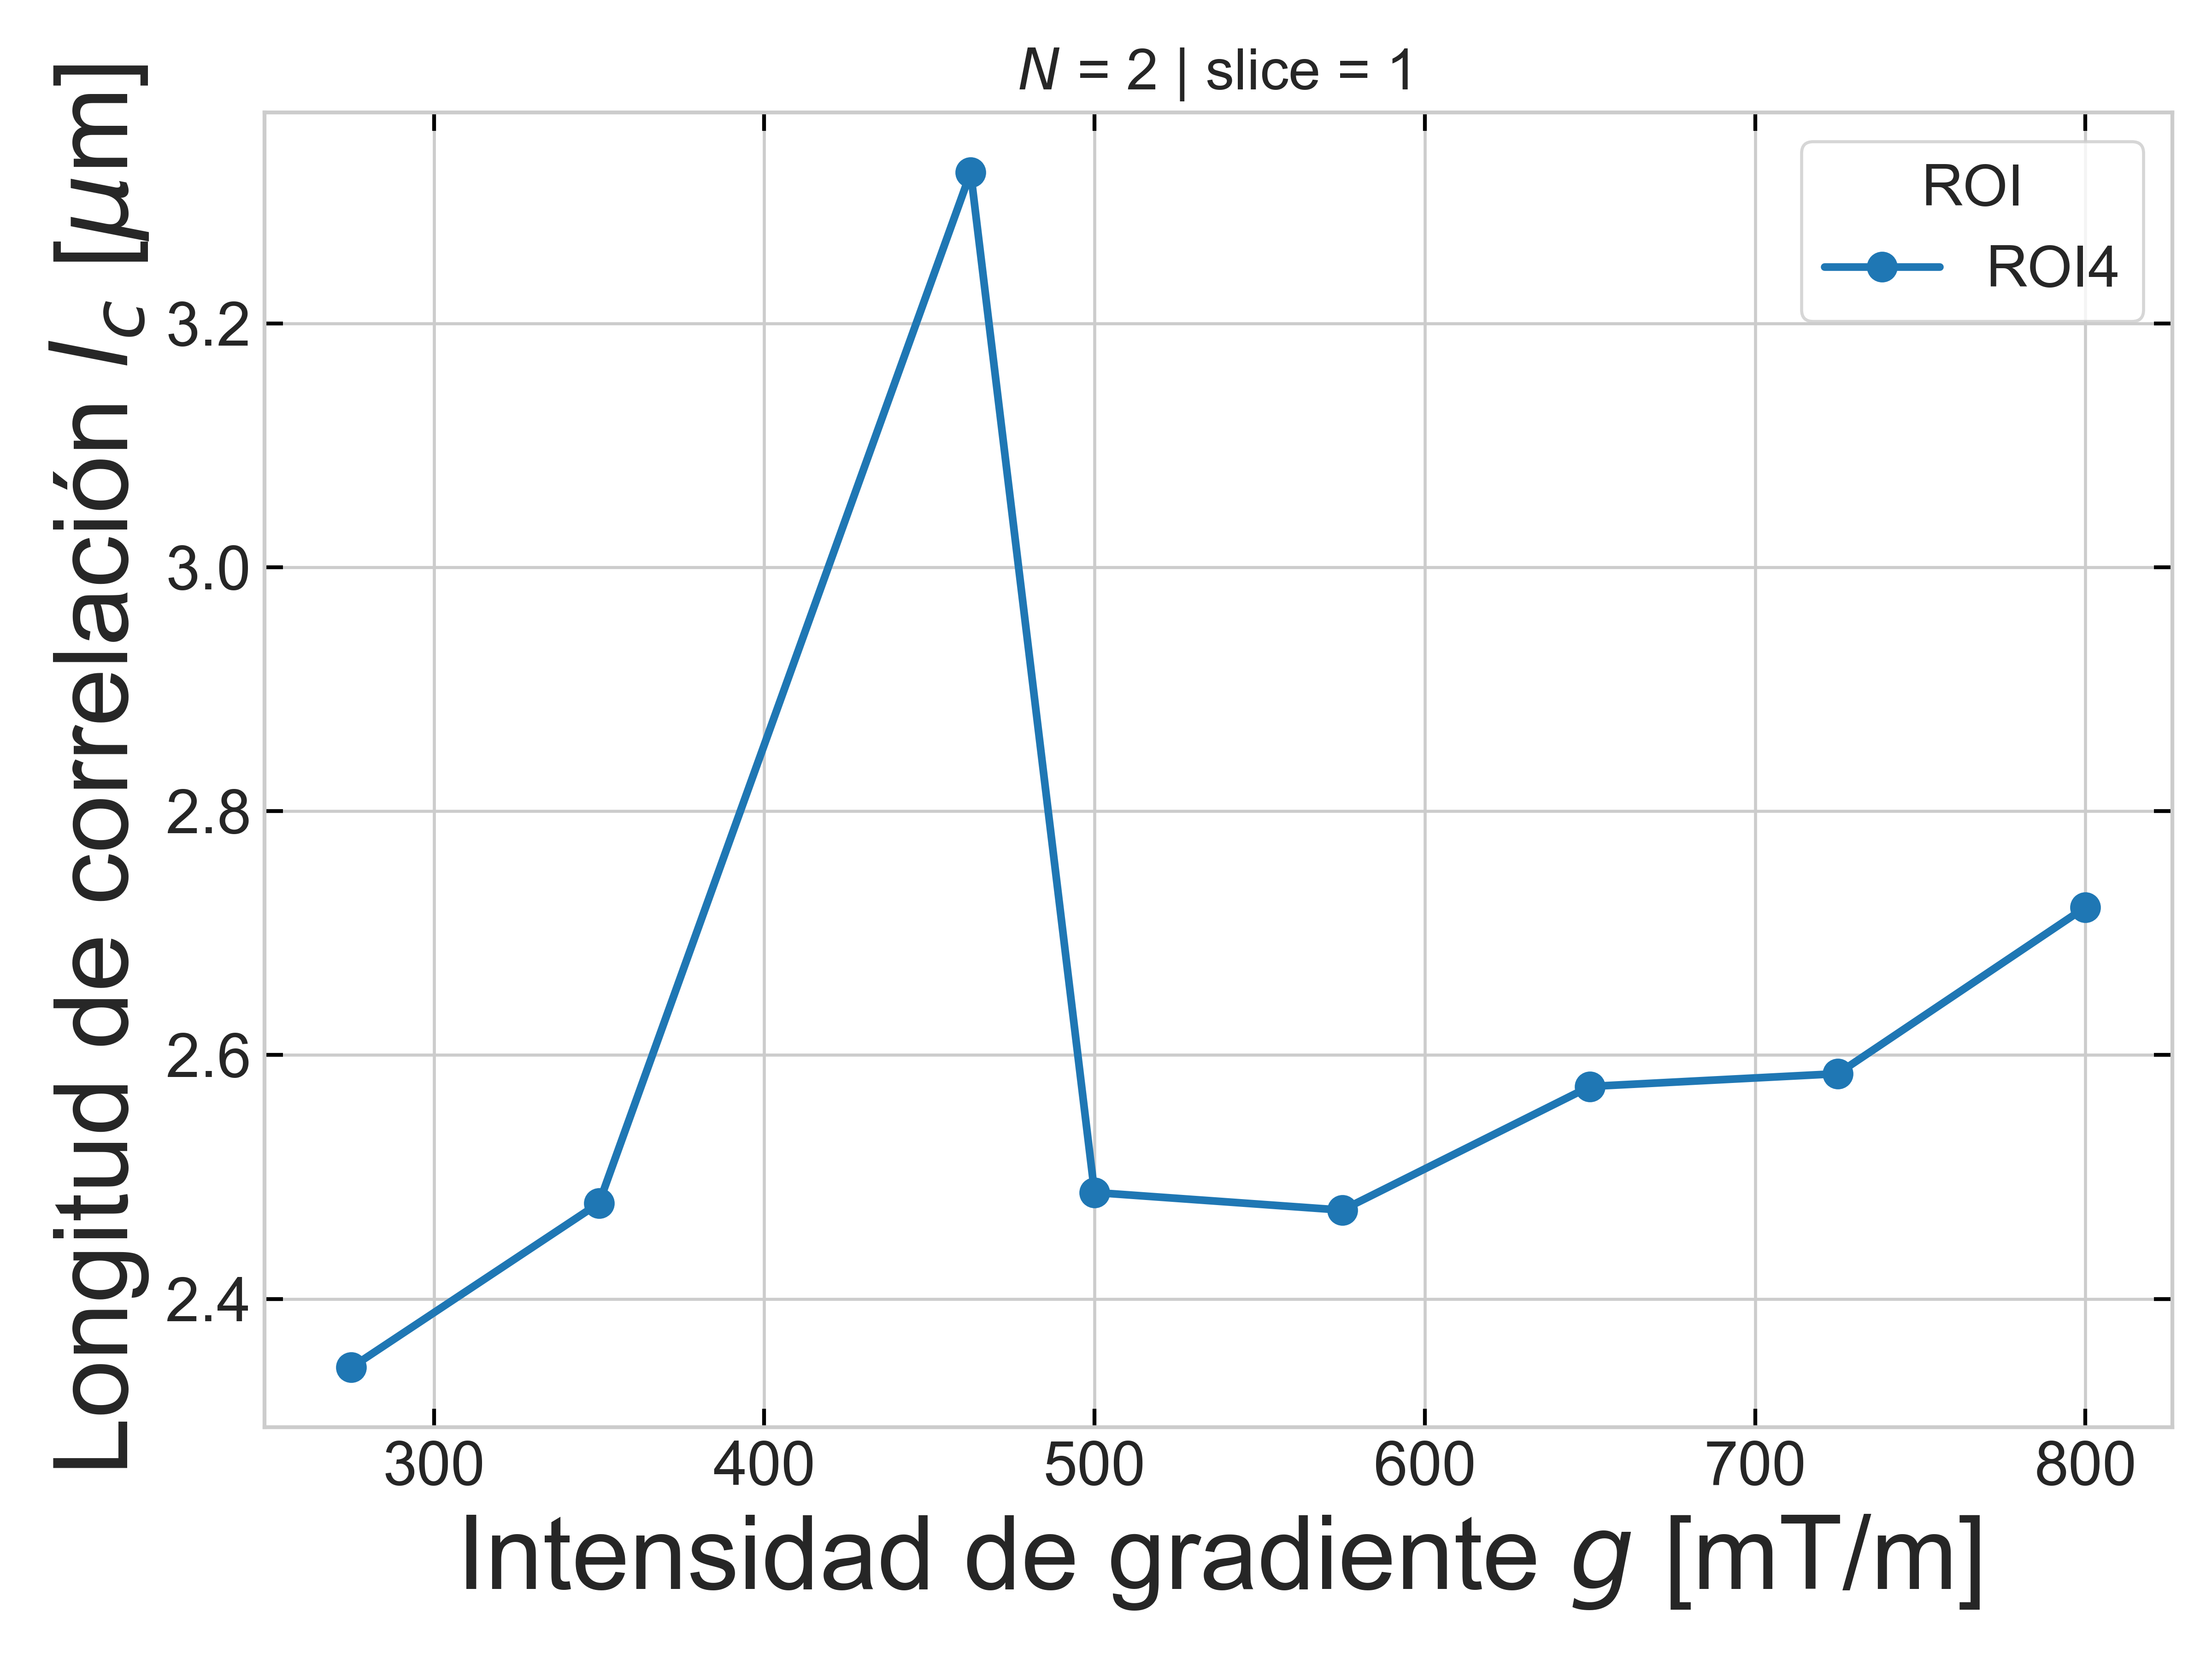 N = 2 | slice = 1
Longitud de correlación lc [μm]
3.2
3.0
2.8
2.6
2.4
ROI
ROI4
300 400 500 600 700 800
Intensidad de gradiente g [mT/m]